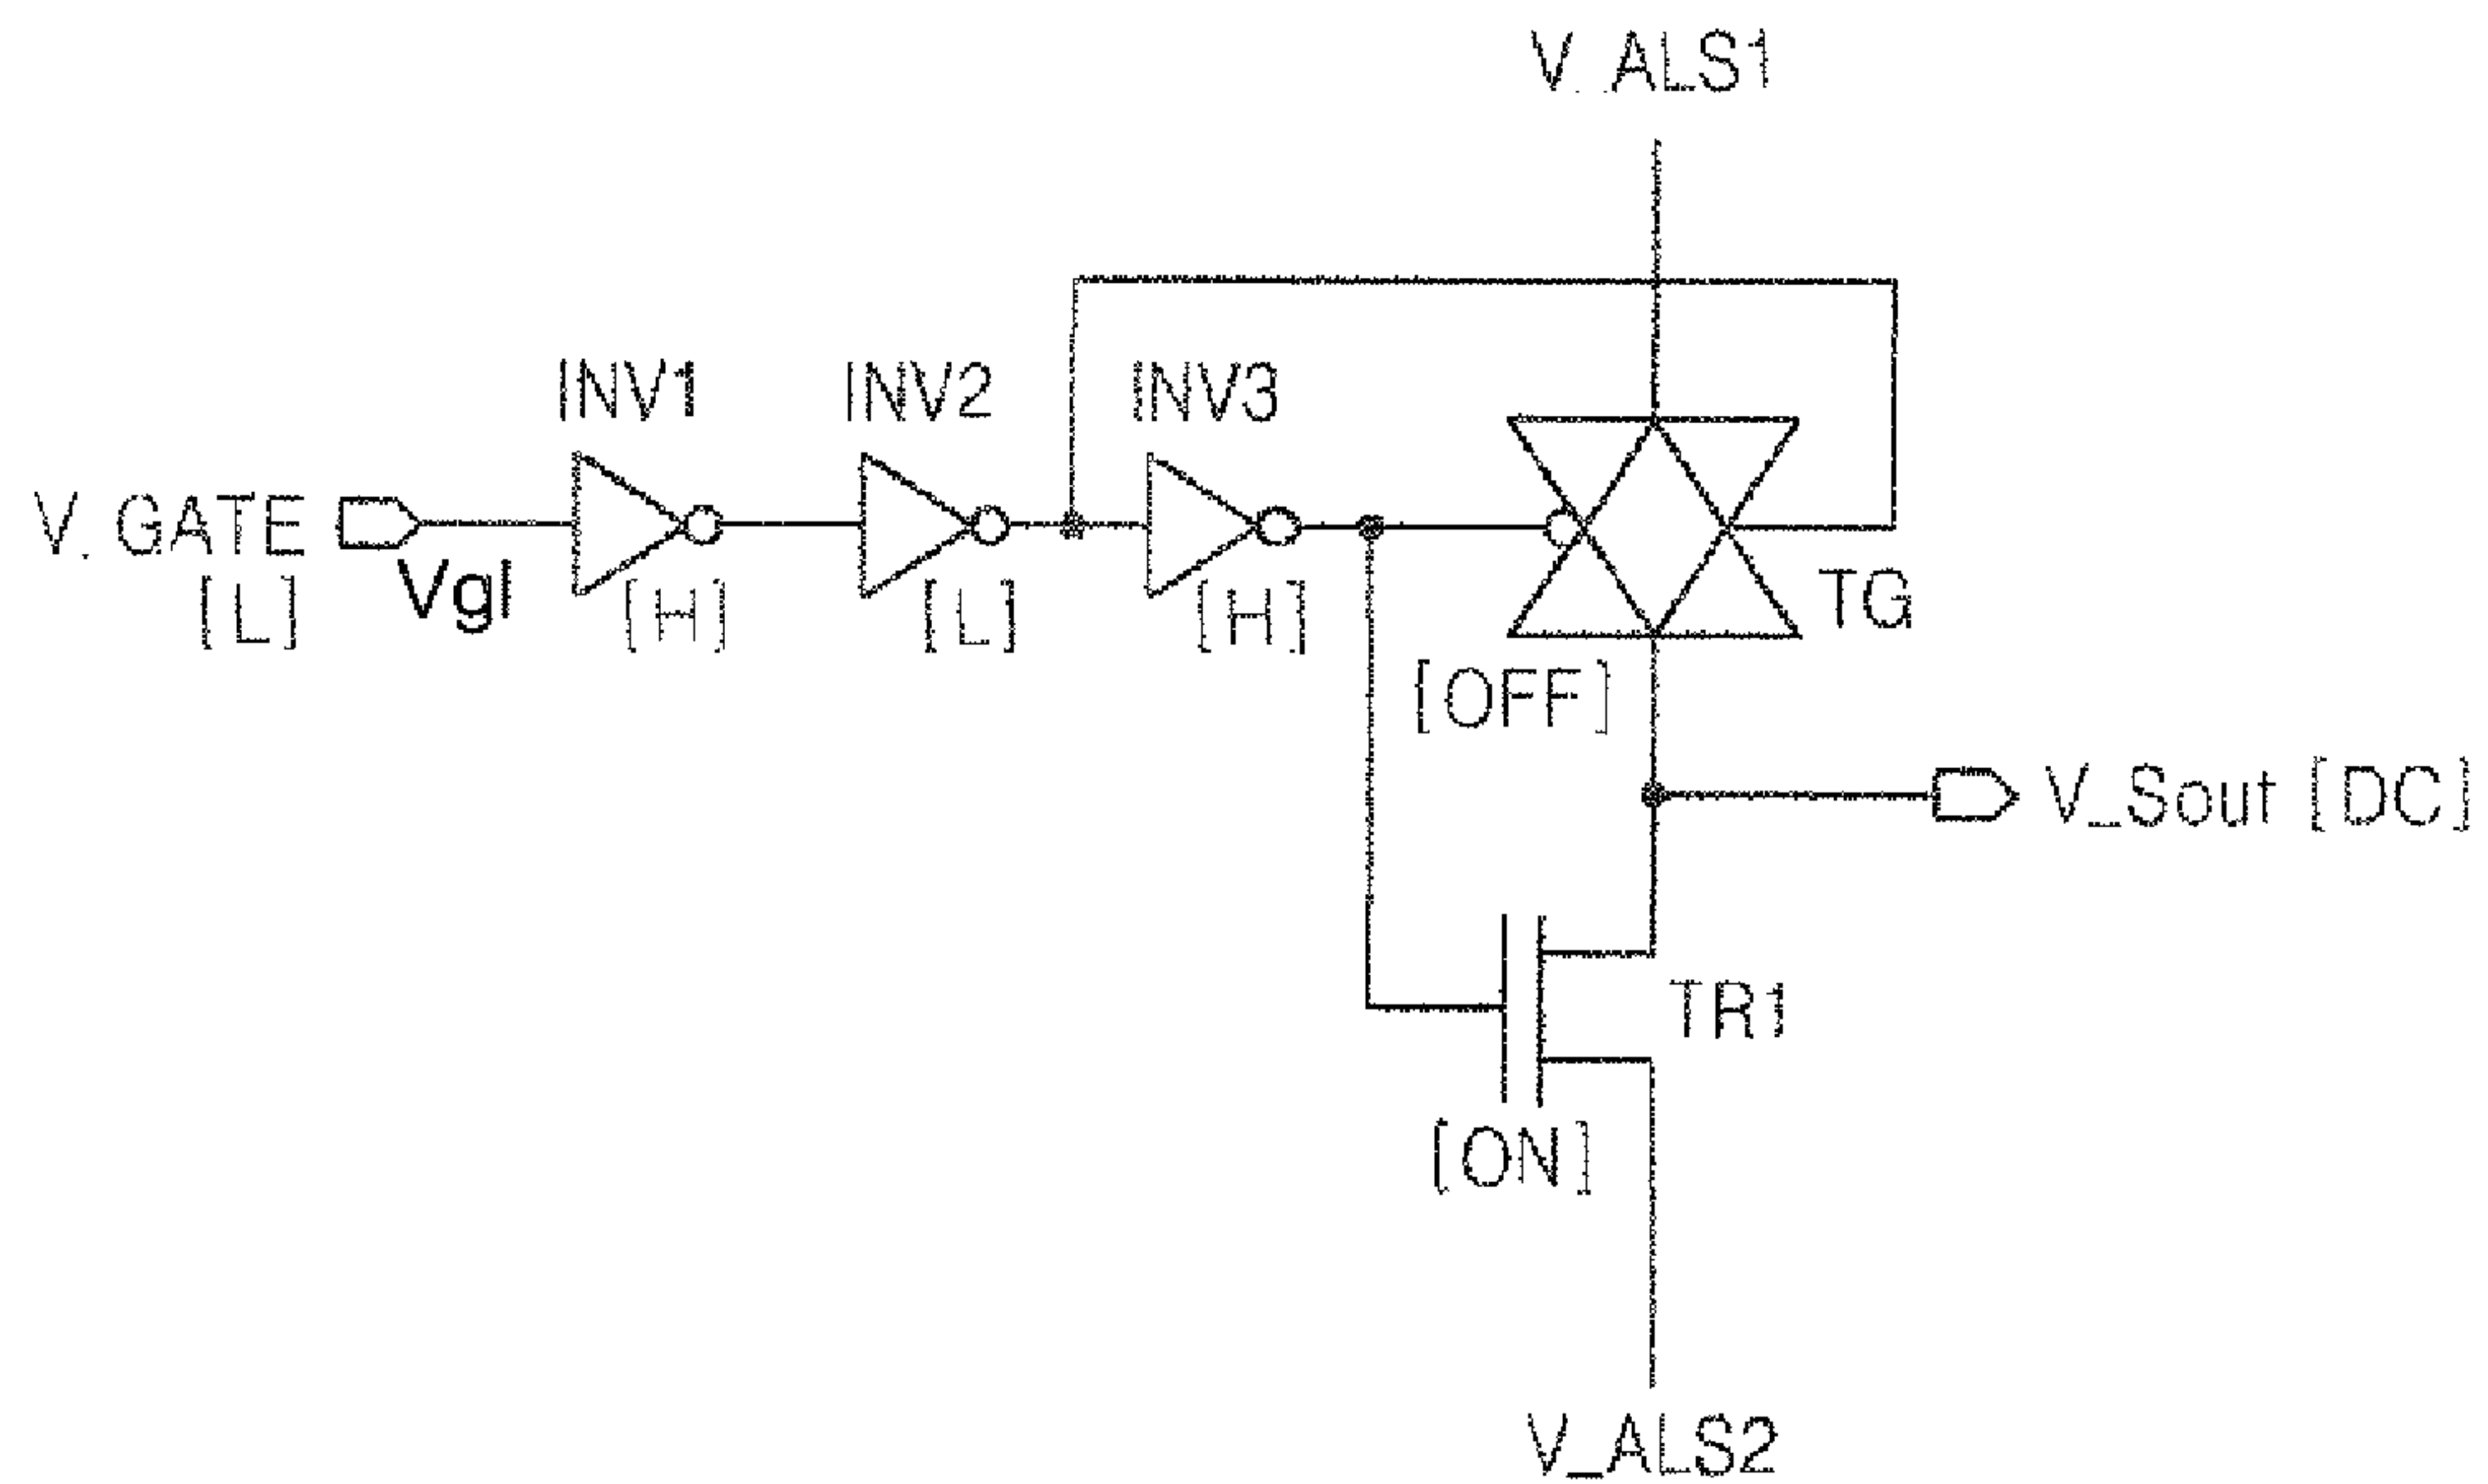 V_ALS1
INV1 INV2 INV3
V_GATE
[L] Vgl [H] [L] [H] TG
[OFF]
V_Sout [DC]
TR1
[ON]
V_ALS2